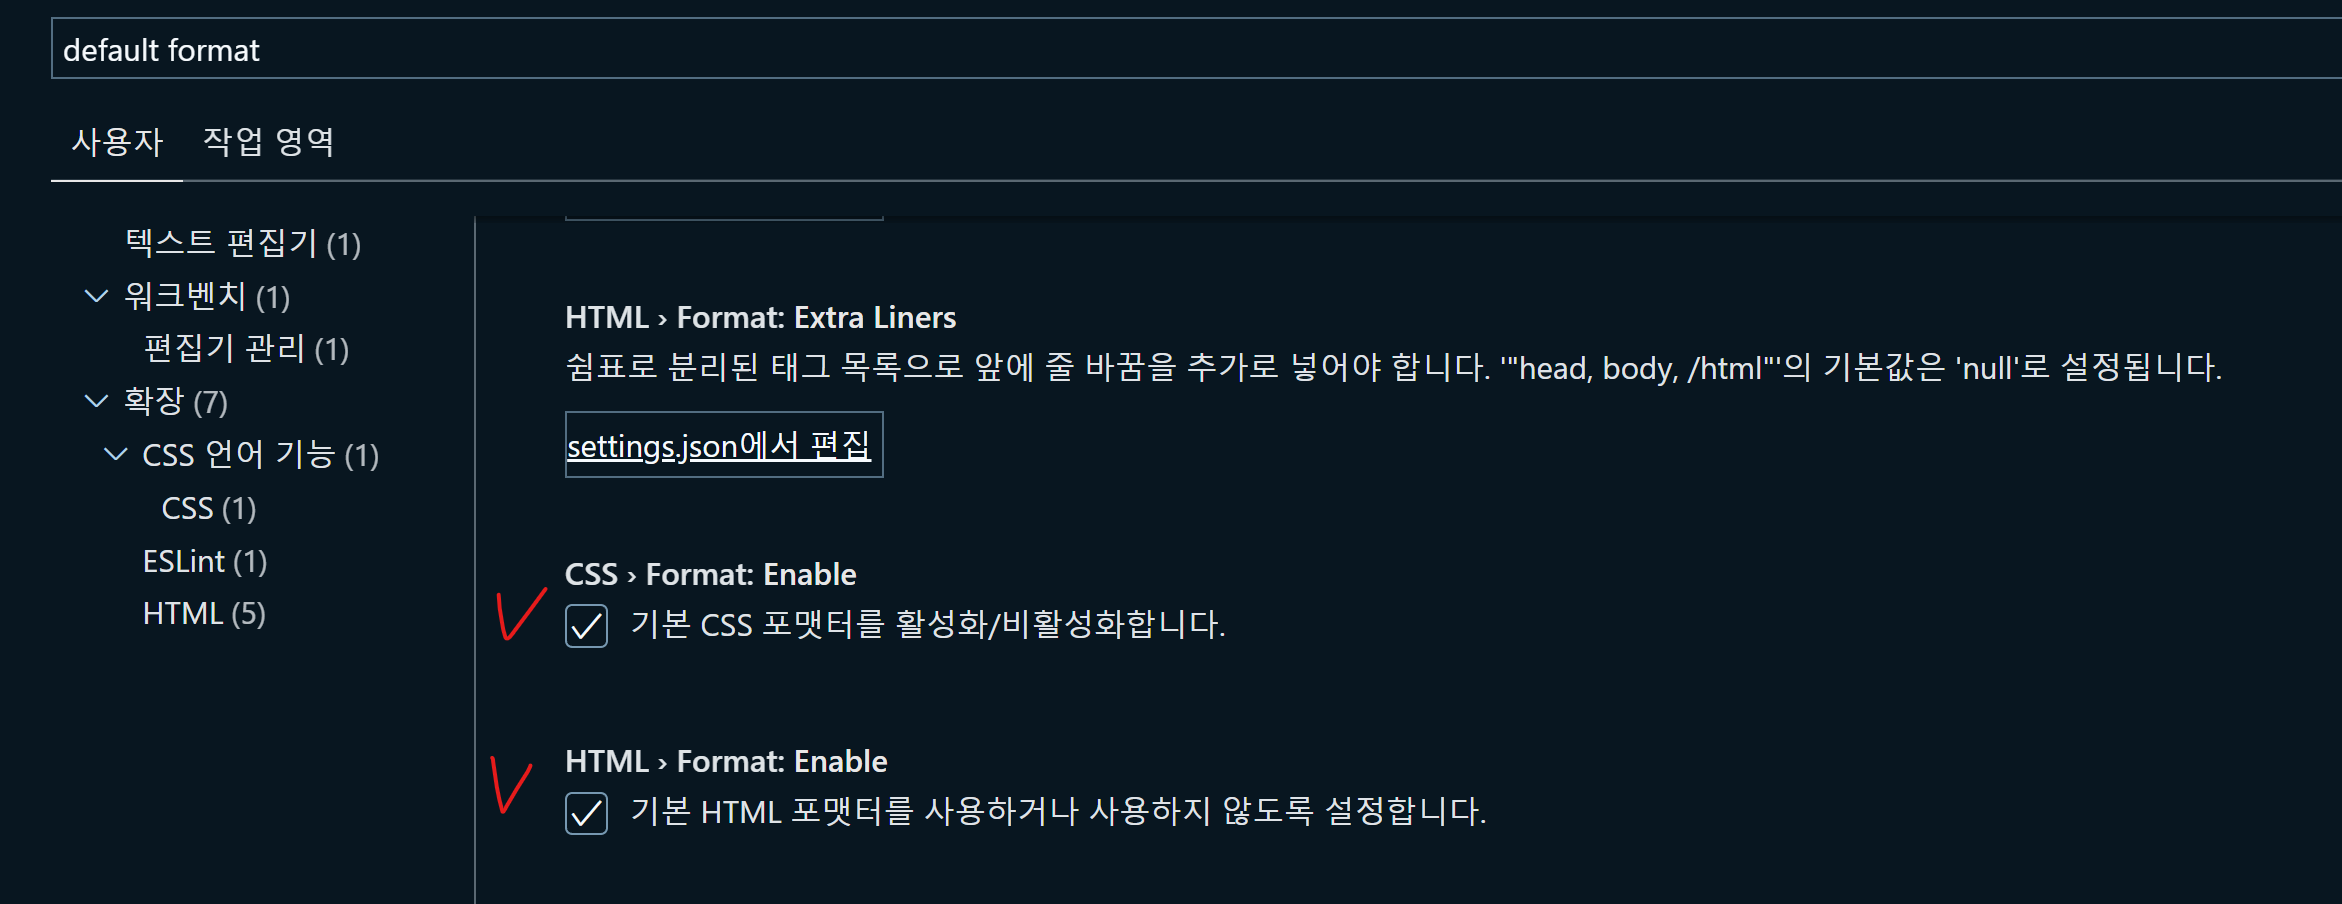 default format
사용자 작업 영역
텍스트 편집기 (1)
워크벤치 (1)
편집기 관리 (1)
확장 (7)
CSS 언어 기능 (1)
CSS (1)
ESLint (1)
HTML (5)
HTML › Format: Extra Liners
쉼표로 분리된 태그 목록으로 앞에 줄 바꿈을 추가로 넣어야 합니다. '"head, body, /html"'의 기본값은 'null'로 설정됩니다.
settings.json에서 편집
CSS › Format: Enable
기본 CSS 포맷터를 활성화/비활성화합니다.
HTML › Format: Enable
기본 HTML 포맷터를 사용하거나 사용하지 않도록 설정합니다.